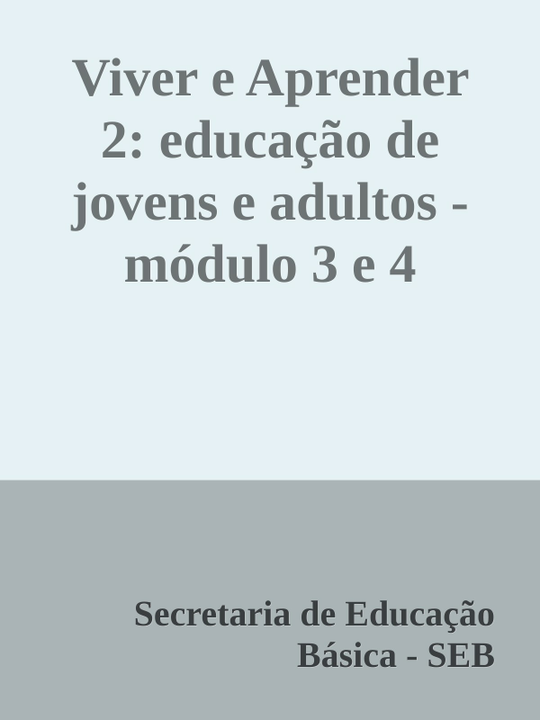 Viver e Aprender
2: educação de
jovens e adultos -
módulo 3 e 4
Secretaria de Educação
Básica - SEB